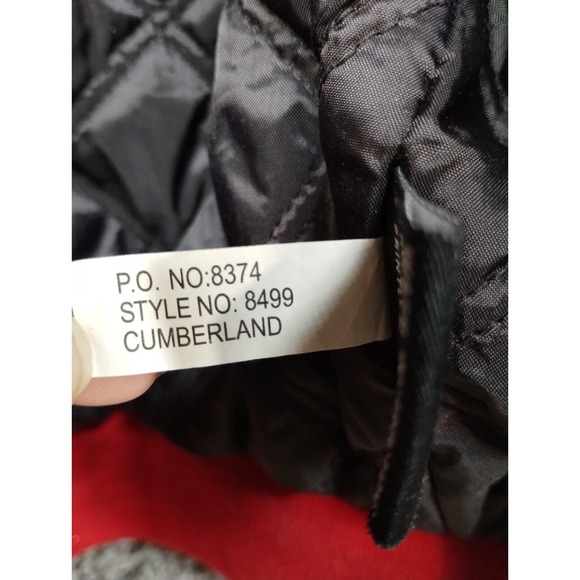 P.O. NO:8374
STYLE NO: 8499
CUMBERLAND